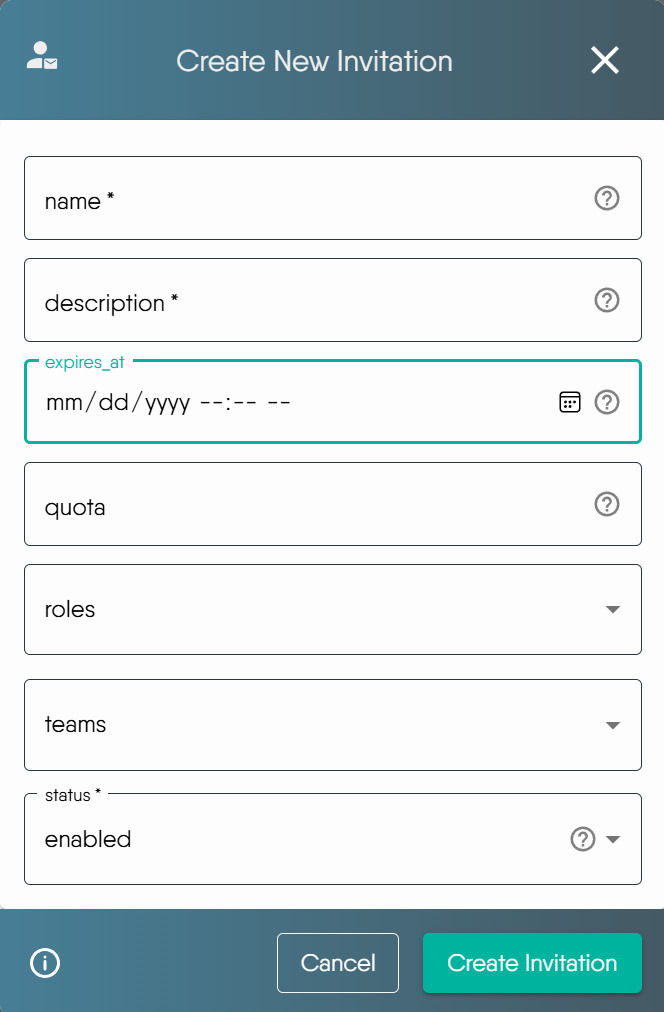 Create New Invitation
name *
description *
expires_at
mm/dd/yyyy --:-- --
quota
roles
teams
status *
enabled
Cancel
Create Invitation